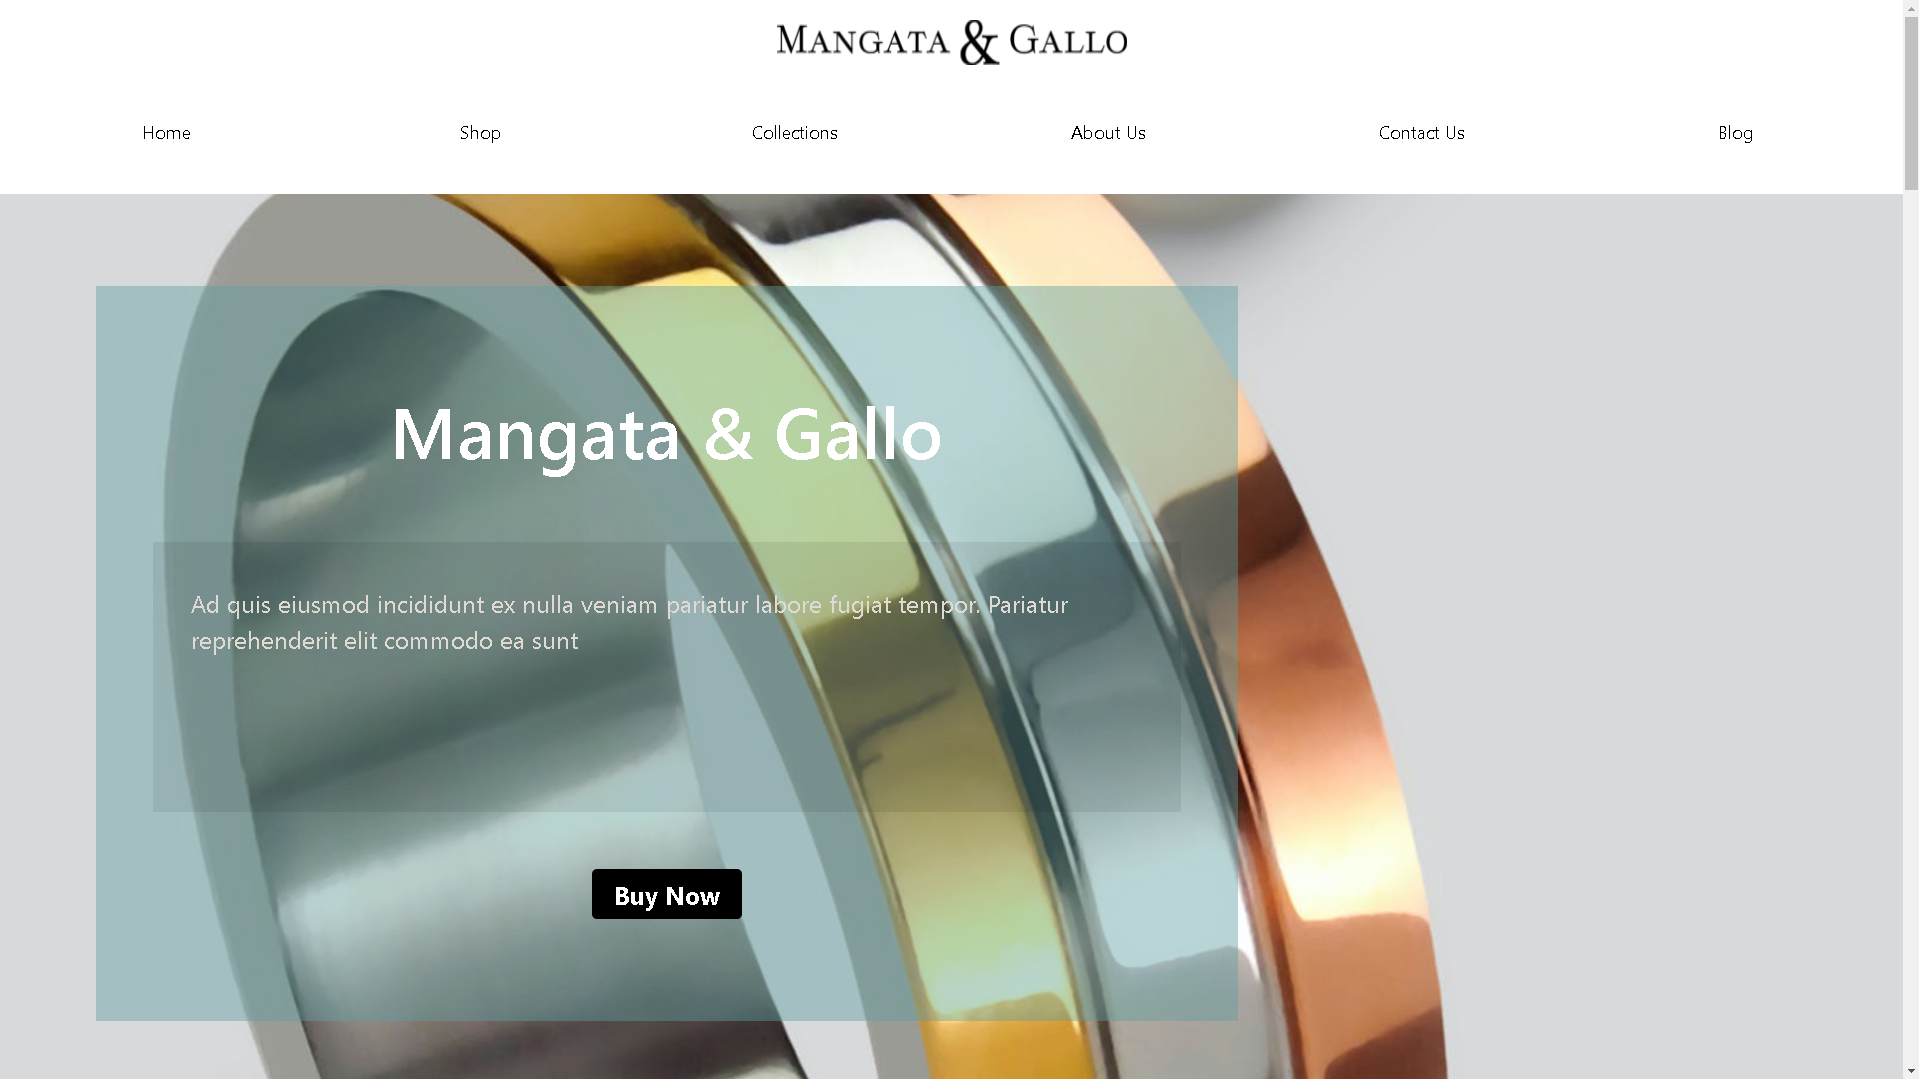 MANGATA & GALLO
Home
Shop
Collections
About Us
Contact Us
Blog
Mangata & Gallo
Ad quis eiusmod incididunt ex nulla veniam pariatur labore fugiat tempor. Pariatur
reprehenderit elit commodo ea sunt
Buy Now